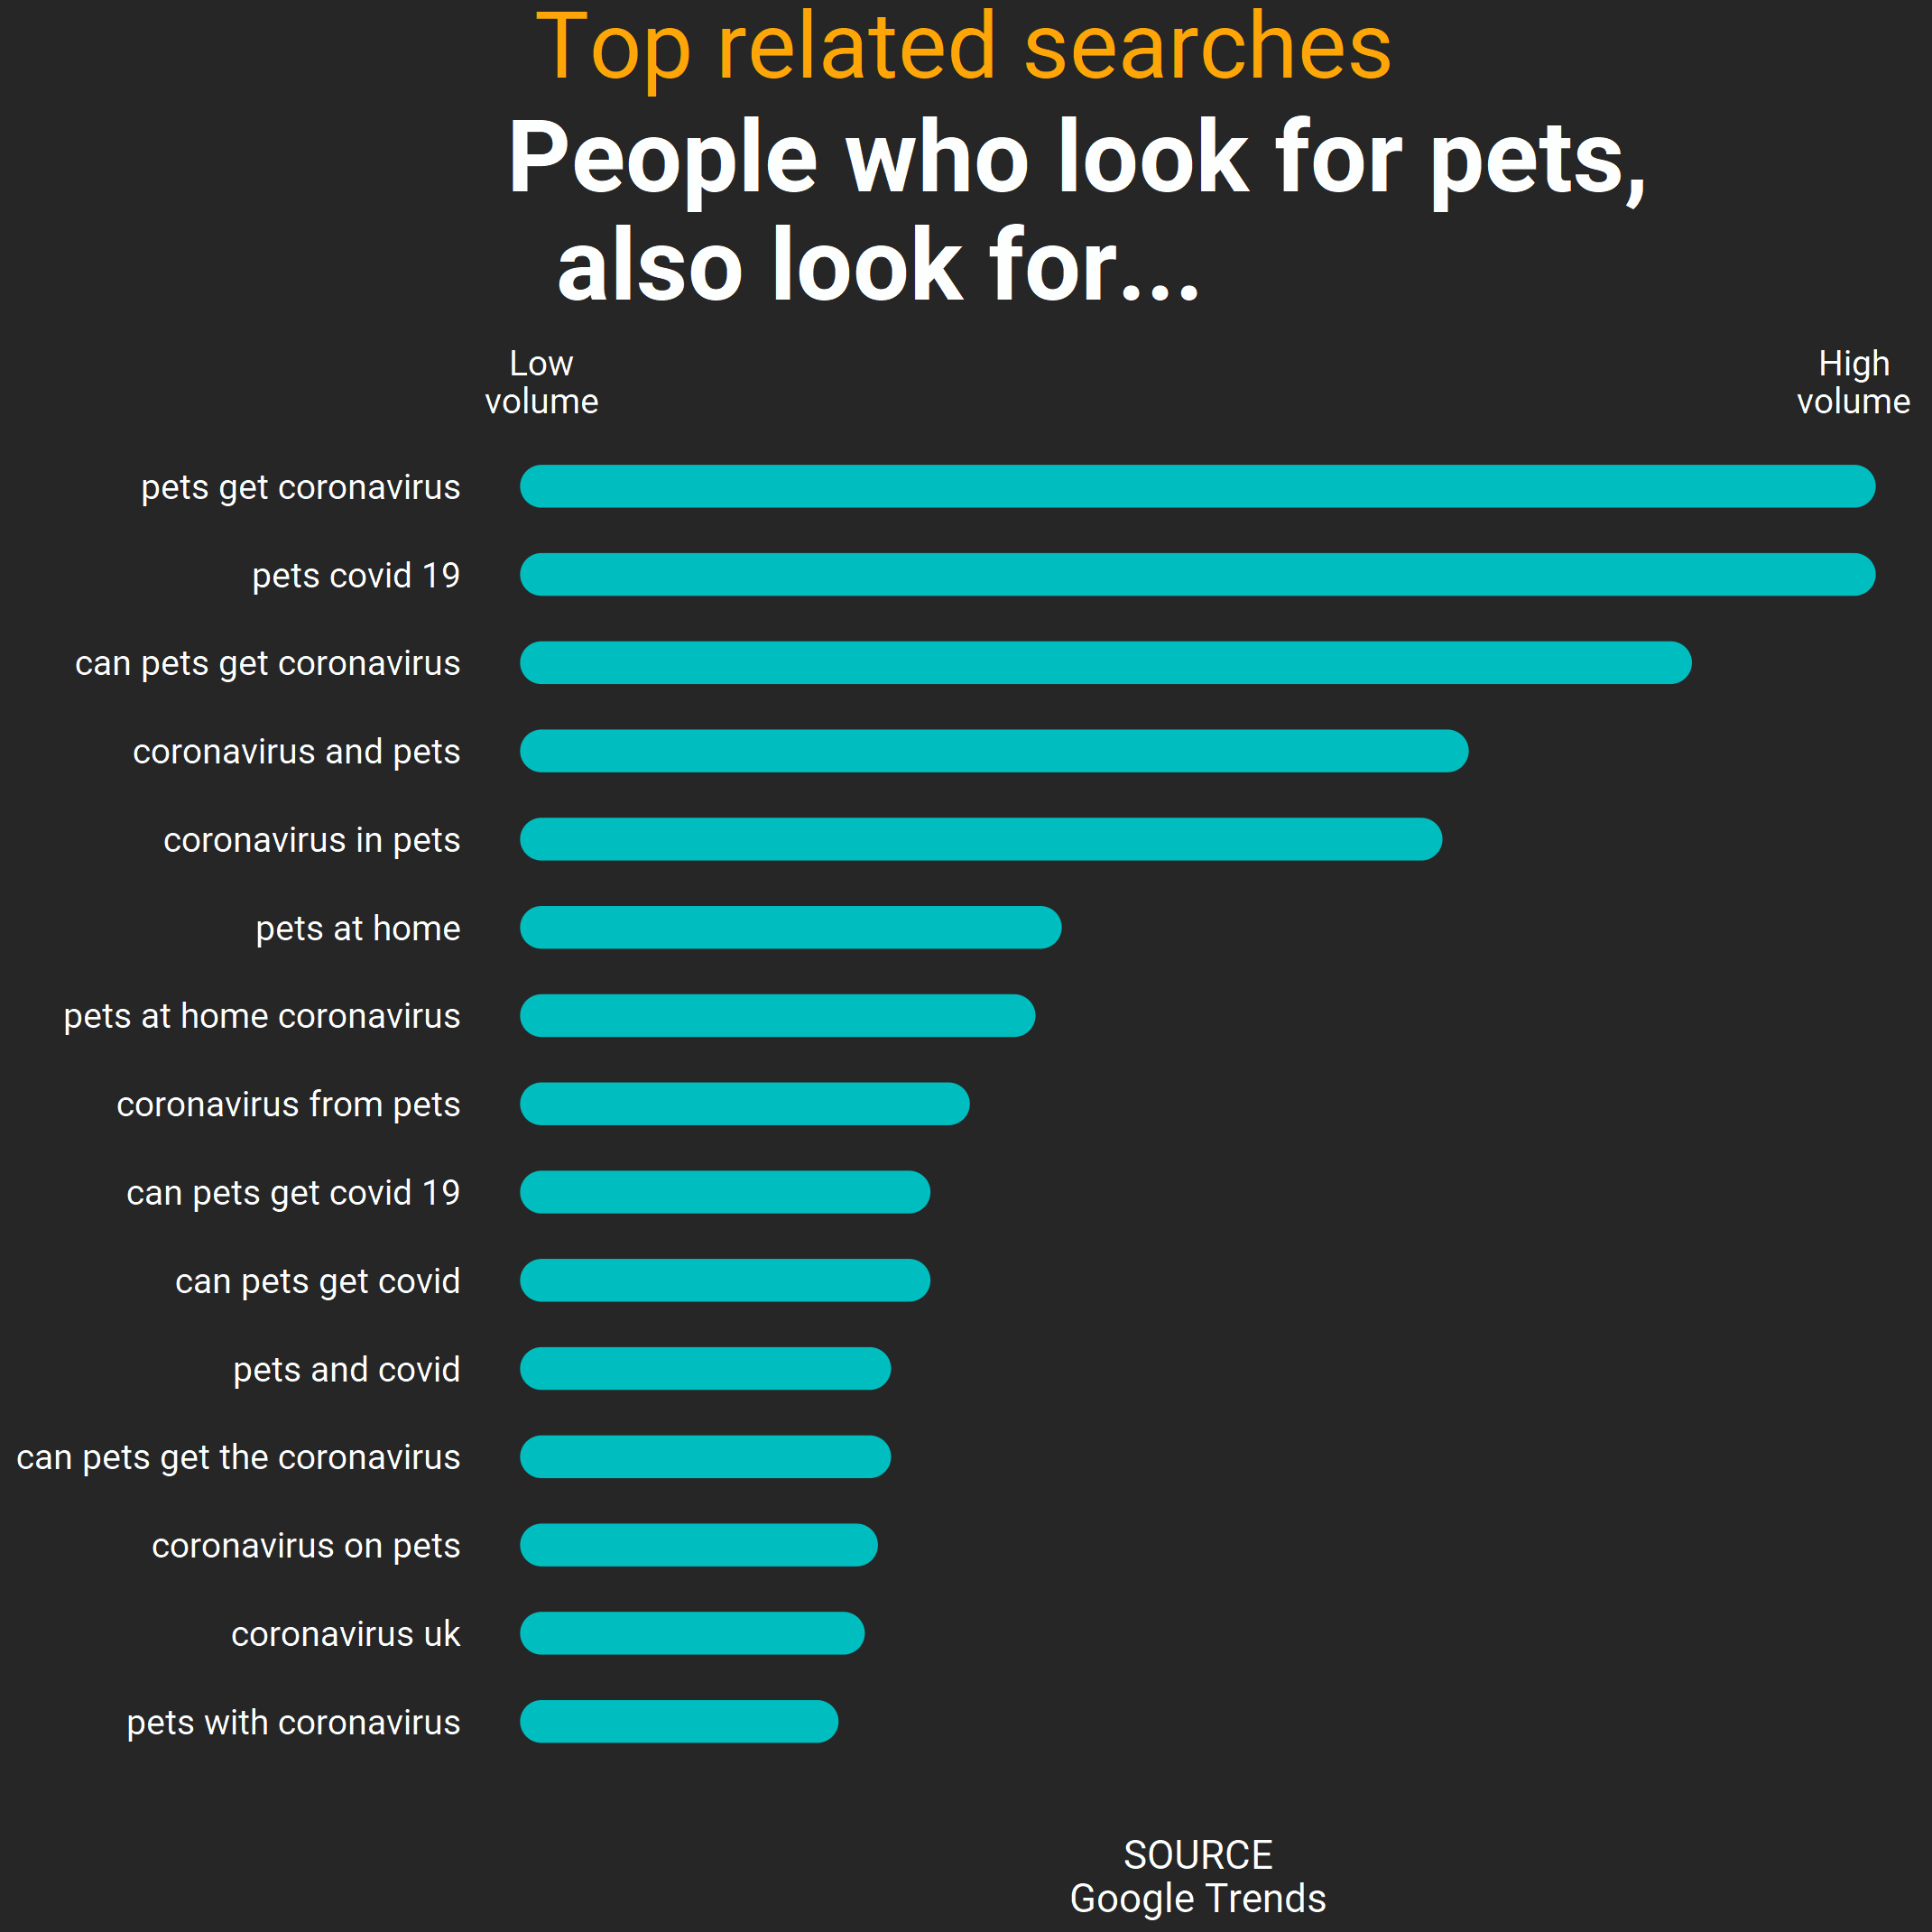 Top related searches
People who look for pets,
also look for...
Low
volume
High
volume
pets get coronavirus
pets covid 19
can pets get coronavirus
coronavirus and pets
coronavirus in pets
pets at home
pets at home coronavirus
coronavirus from pets
can pets get covid 19
can pets get covid
pets and covid
can pets get the coronavirus
coronavirus on pets
coronavirus uk
pets with coronavirus
SOURCE
Google Trends